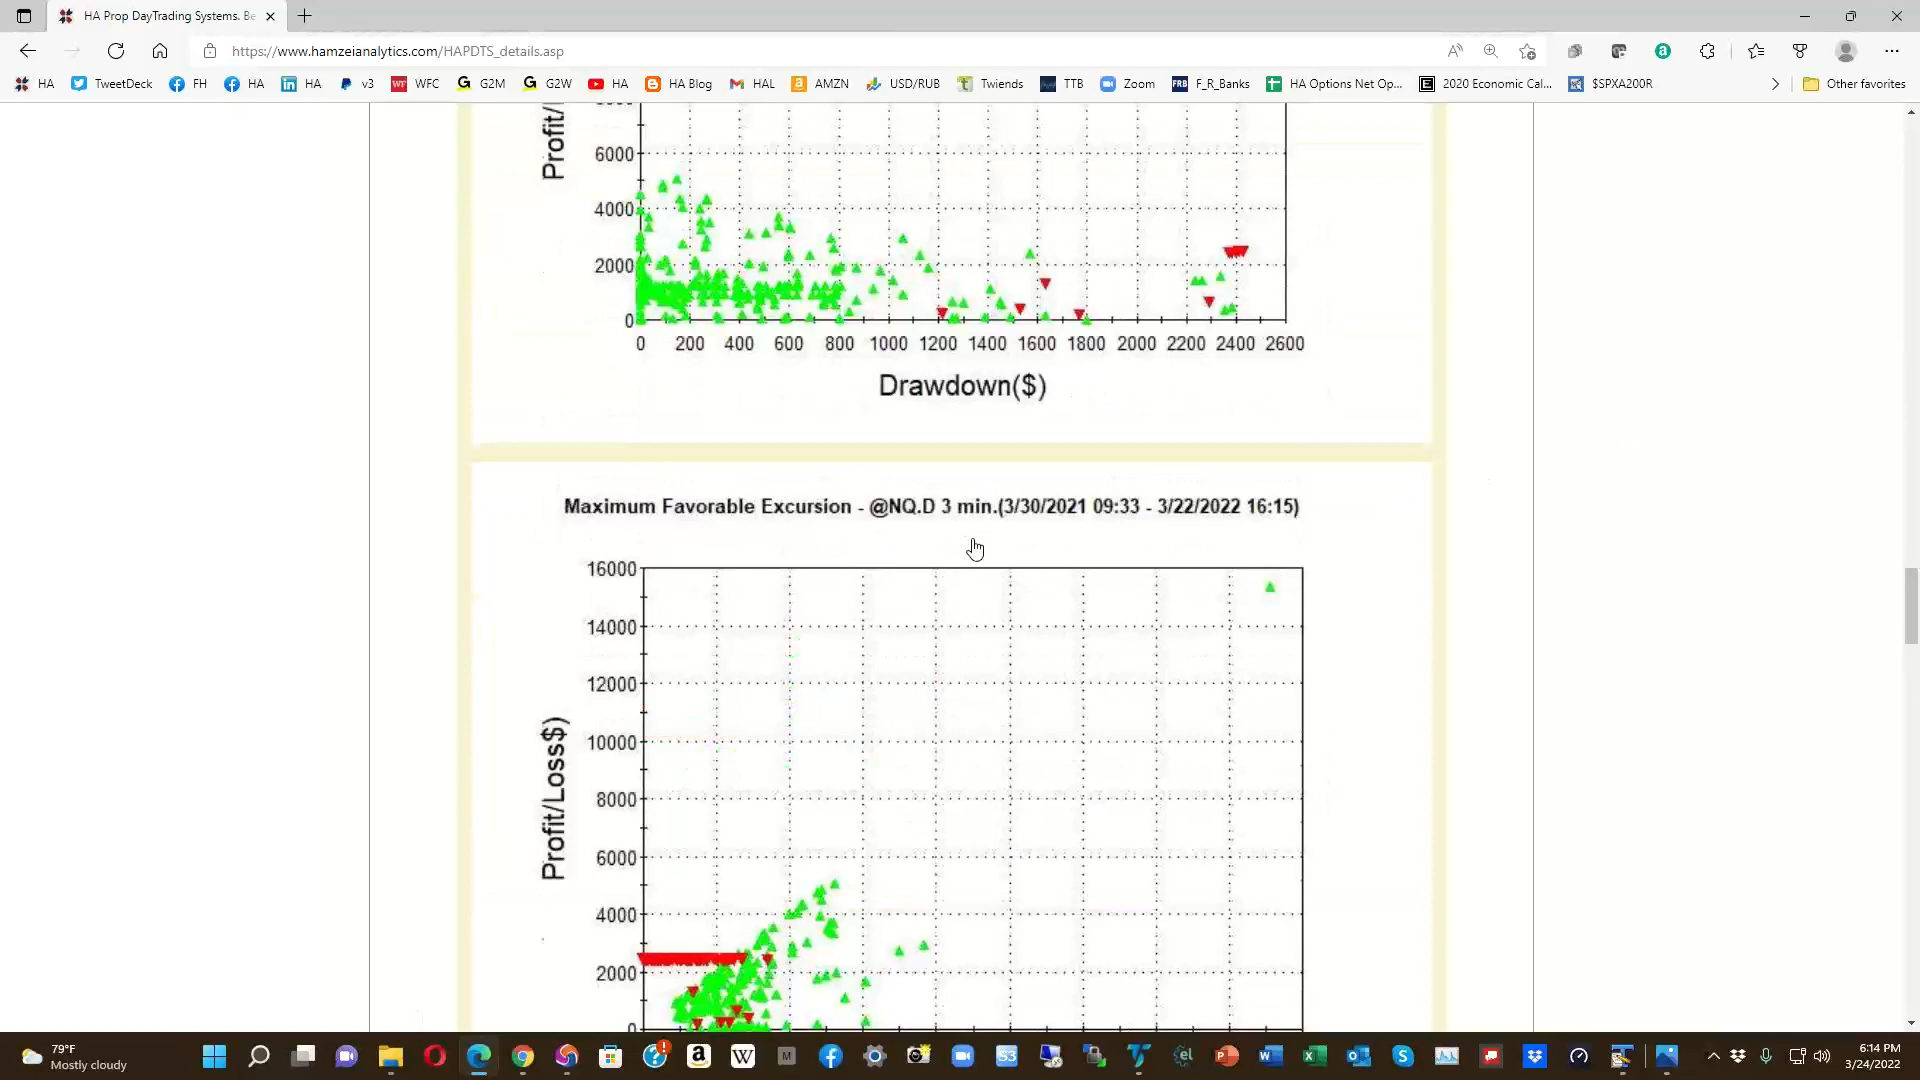 HA Prop DayTrading Systems. Be
https://www.hamzeianalytics.com/HAPDTS_details.asp
HA TweetDeck FH HA HA v3 WFC G2M G2W HA HA Blog HAL AMZN USD/RUB Twiends TTB Zoom F_R_Banks HA Options Net Op... 2020 Economic Cal... $SPXA200R Other favorites
Profit/
6000
4000
2000
0
0 200 400 600 800 1000 1200 1400 1600 1800 2000 2200 2400 2600
Drawdown($)
Maximum Favorable Excursion - @NQ.D 3 min.(3/30/2021 09:33 - 3/22/2022 16:15)
16000
14000
12000
10000
8000
6000
4000
2000
Profit/Loss$)
79°F
Mostly cloudy
6:14 PM
3/24/2022